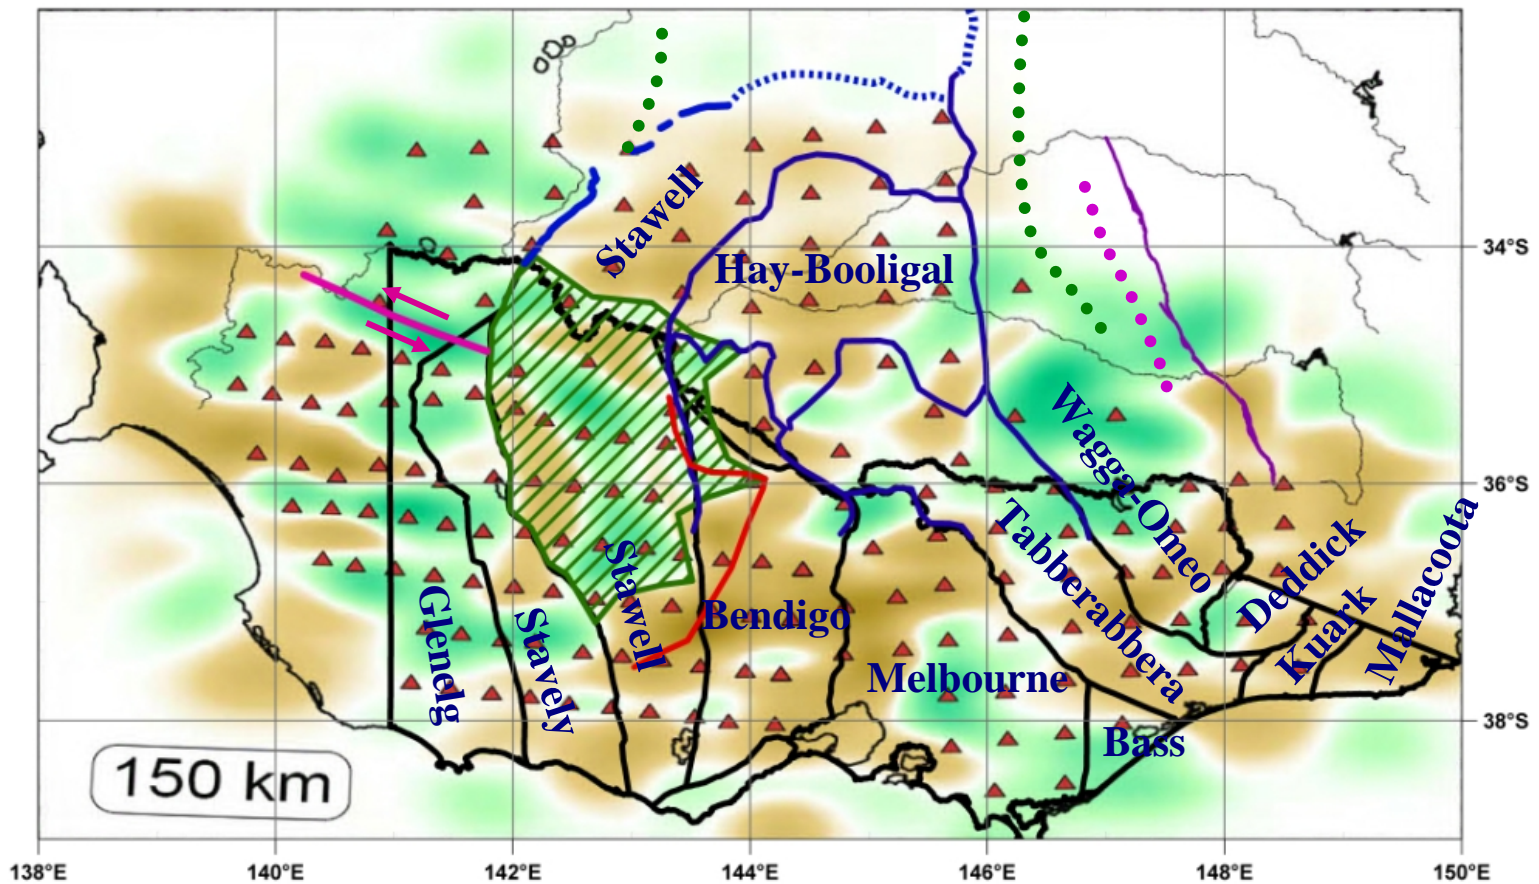 Stawell
Hay-Booligal
34°S
Wagga-Omeo
36°S
Tabberabbera
Deddick
Kuark
Mallacoota
Glenelg
Stavely
Stawell
Bendigo
Melbourne
Bass
38°S
150 km
138°E 140°E 142°E 144°E 146°E 148°E 150°E